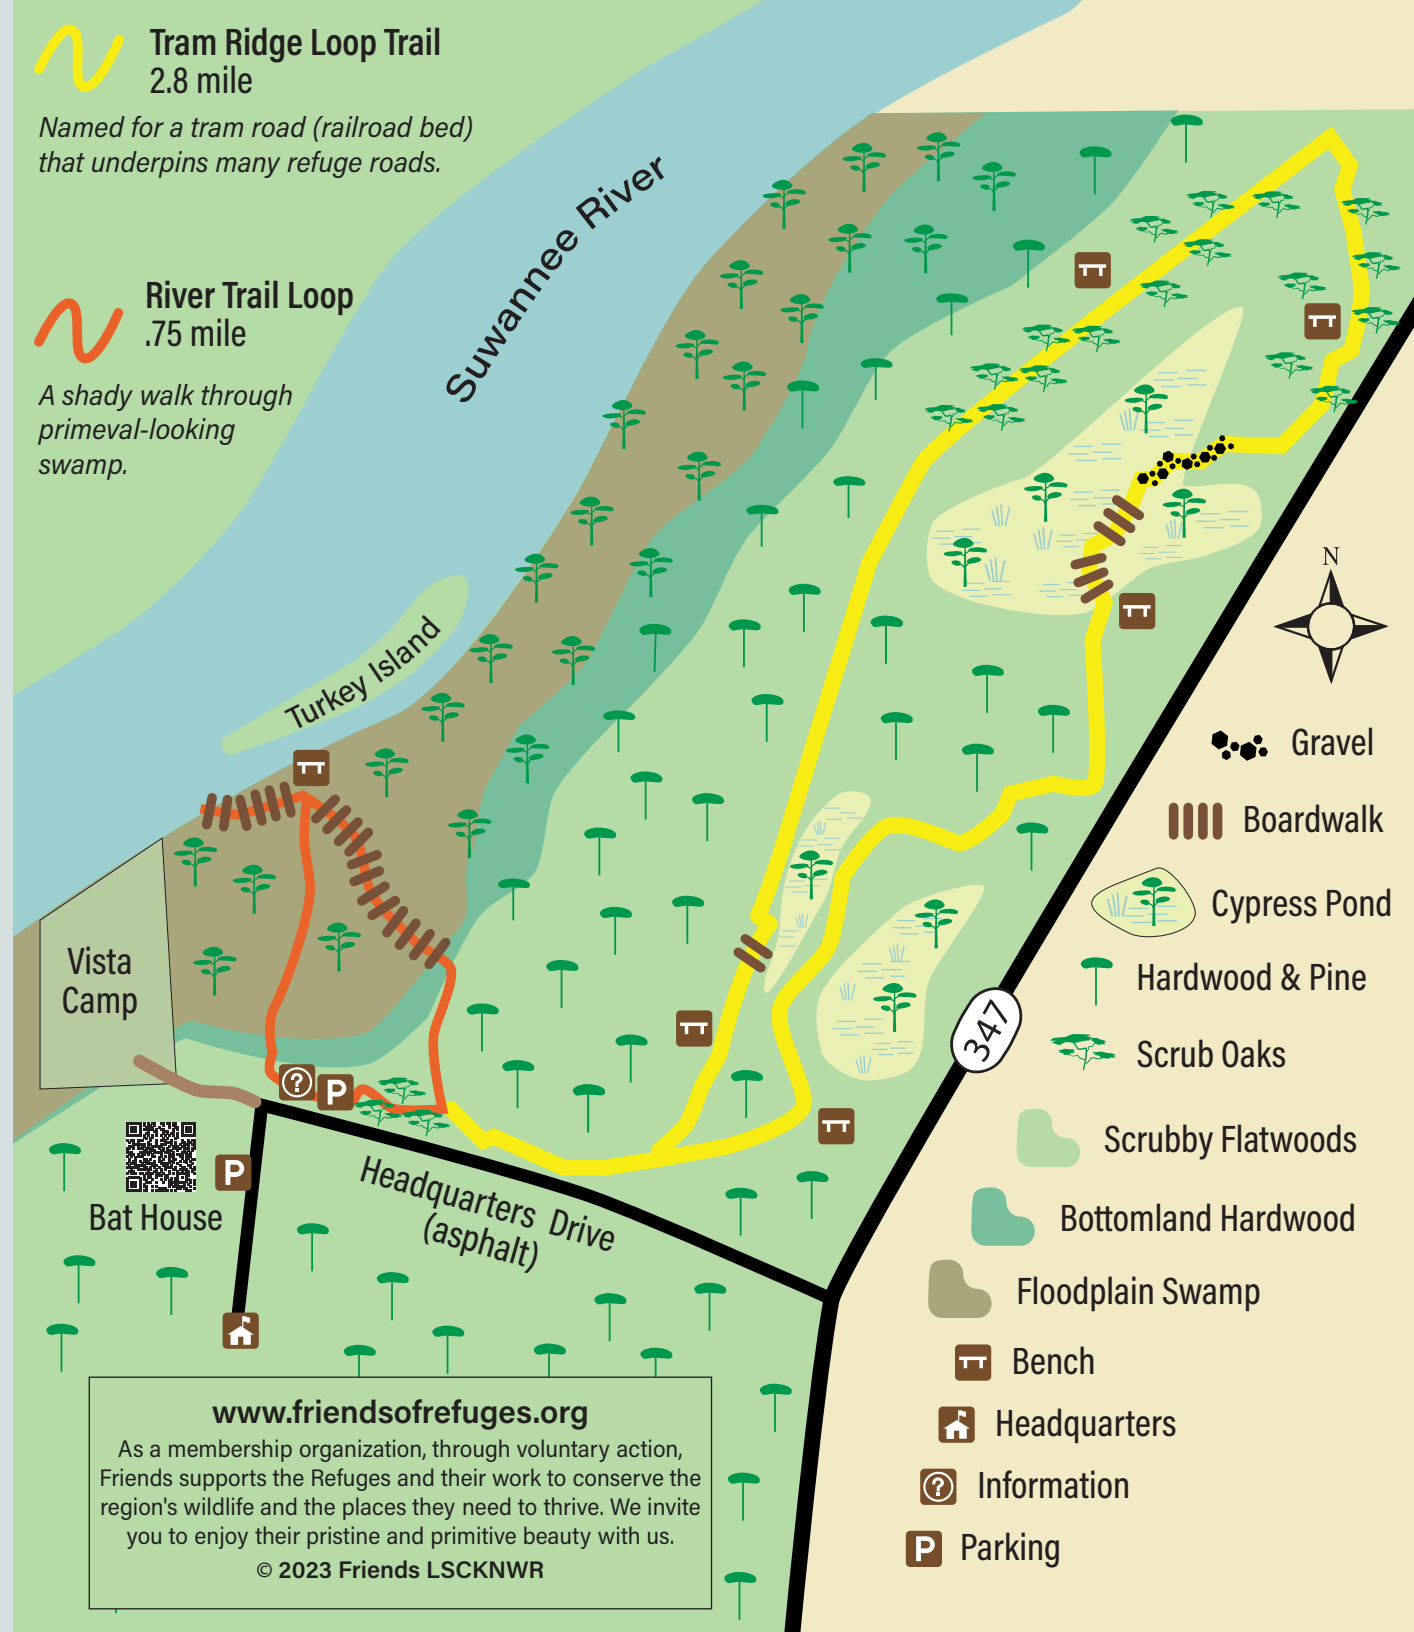 Tram Ridge Loop Trail
2.8 mile
Named for a tram road (railroad bed)
that underpins many refuge roads.
River Trail Loop
.75 mile
A shady walk through
primeval-looking
swamp.
Suwannee River
Turkey Island
Vista
Camp
Bat House
P
?
P
Headquarters Drive
(asphalt)
347
N
Gravel
Boardwalk
Cypress Pond
Hardwood & Pine
Scrub Oaks
Scrubby Flatwoods
Bottomland Hardwood
Floodplain Swamp
Bench
Headquarters
? Information
P Parking
www.friendsofrefuges.org
As a membership organization, through voluntary action,
Friends supports the Refuges and their work to conserve the
region's wildlife and the places they need to thrive. We invite
you to enjoy their pristine and primitive beauty with us.
© 2023 Friends LSCKNWR